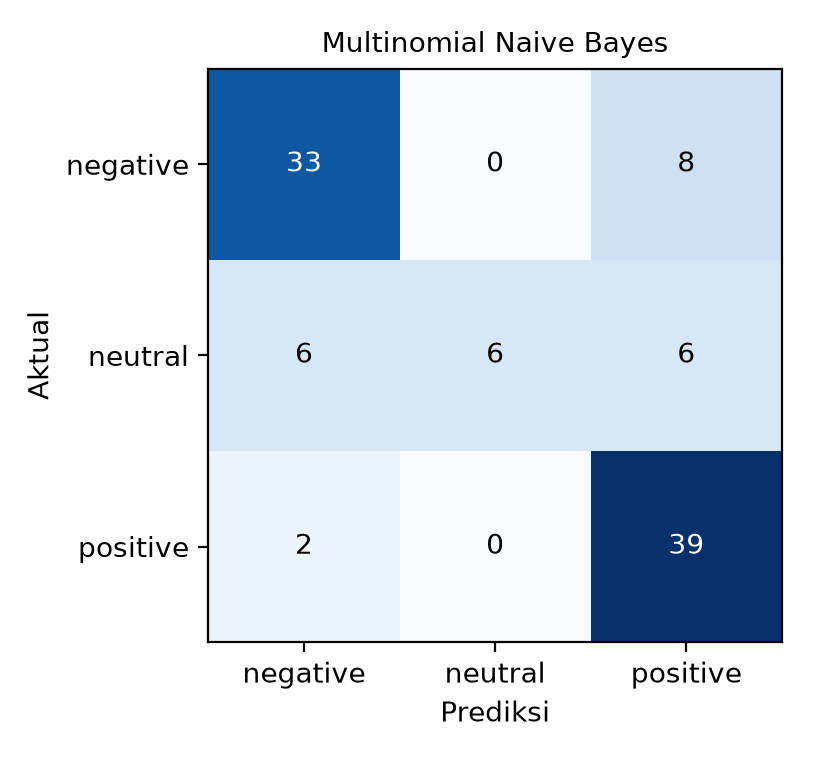 Multinomial Naive Bayes
negative 33 0 8
neutral 6 6 6
positive 2 0 39
Aktual
negative neutral positive
Prediksi